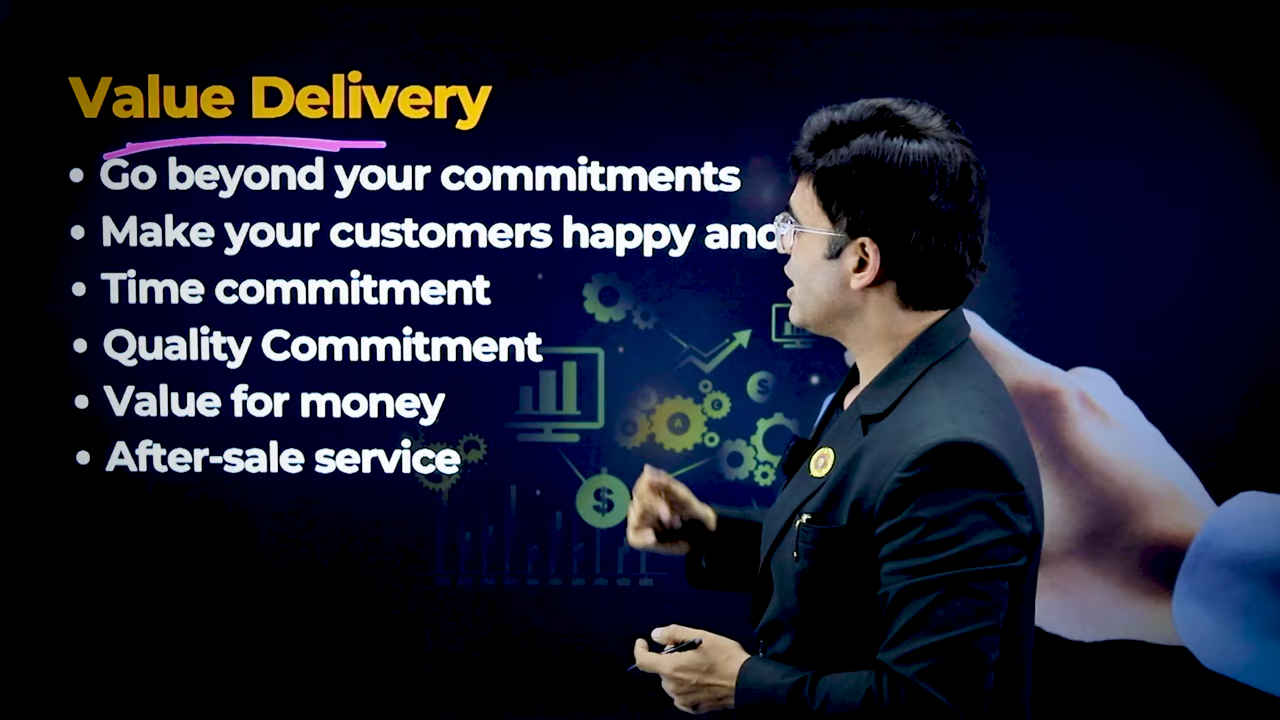 Value Delivery
• Go beyond your commitments
• Make your customers happy and
• Time commitment
• Quality Commitment
• Value for money
• After-sale service
$
$